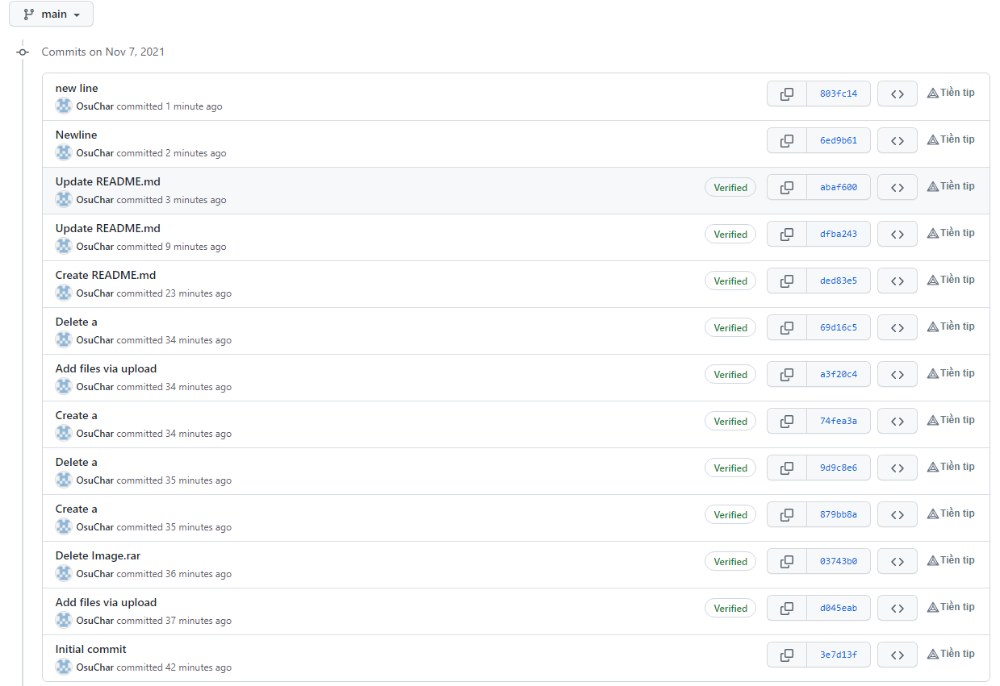 main
Commits on Nov 7, 2021
new line
OsuChar committed 1 minute ago
803fc14
Tiền tip
Newline
OsuChar committed 2 minutes ago
6ed9b61
Tiền tip
Update README.md
OsuChar committed 3 minutes ago
Verified
abaf600
Tiền tip
Update README.md
OsuChar committed 9 minutes ago
Verified
dfba243
Tiền tip
Create README.md
OsuChar committed 23 minutes ago
Verified
ded83e5
Tiền tip
Delete a
OsuChar committed 34 minutes ago
Verified
69d16c5
Tiền tip
Add files via upload
OsuChar committed 34 minutes ago
Verified
a3f20c4
Tiền tip
Create a
OsuChar committed 34 minutes ago
Verified
74fea3a
Tiền tip
Delete a
OsuChar committed 35 minutes ago
Verified
9d9c8e6
Tiền tip
Create a
OsuChar committed 35 minutes ago
Verified
879bb8a
Tiền tip
Delete Image.rar
OsuChar committed 36 minutes ago
Verified
03743b0
Tiền tip
Add files via upload
OsuChar committed 37 minutes ago
Verified
d045eab
Tiền tip
Initial commit
OsuChar committed 42 minutes ago
3e7d13f
Tiền tip